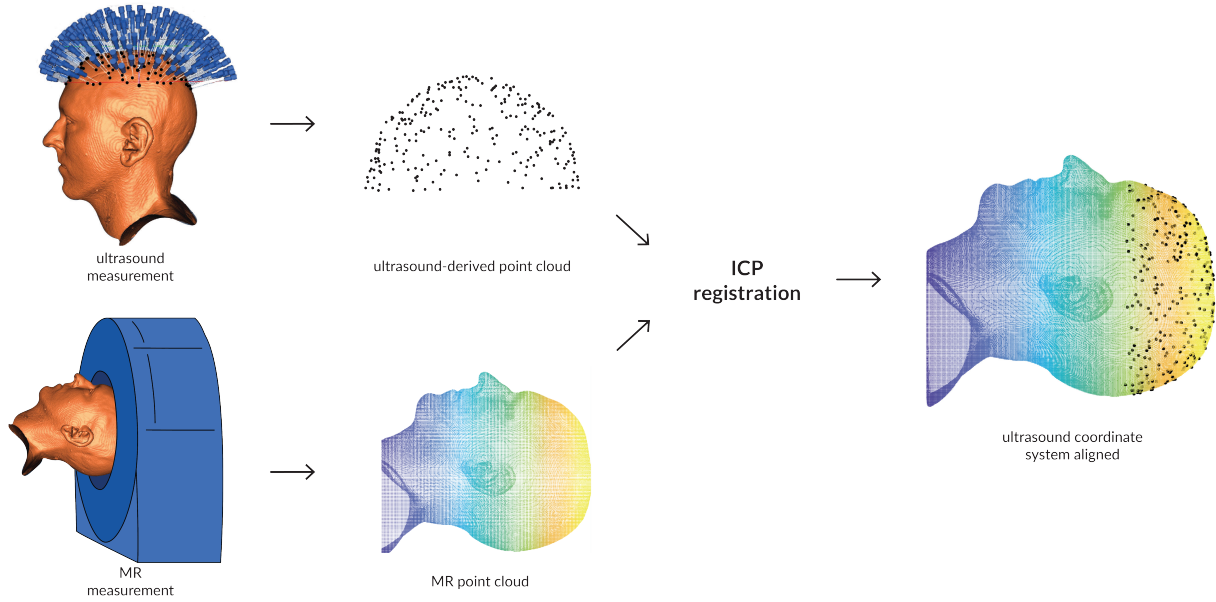 ultrasound
measurement
ultrasound-derived point cloud
ICP
registration
ultrasound coordinate
system aligned
MR
measurement
MR point cloud